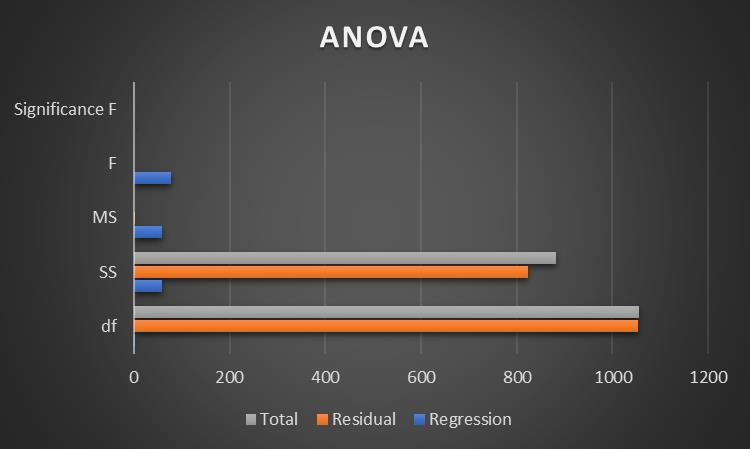 ANOVA
Significance F
F
MS
SS
df
0 200 400 600 800 1000 1200
Total Residual Regression